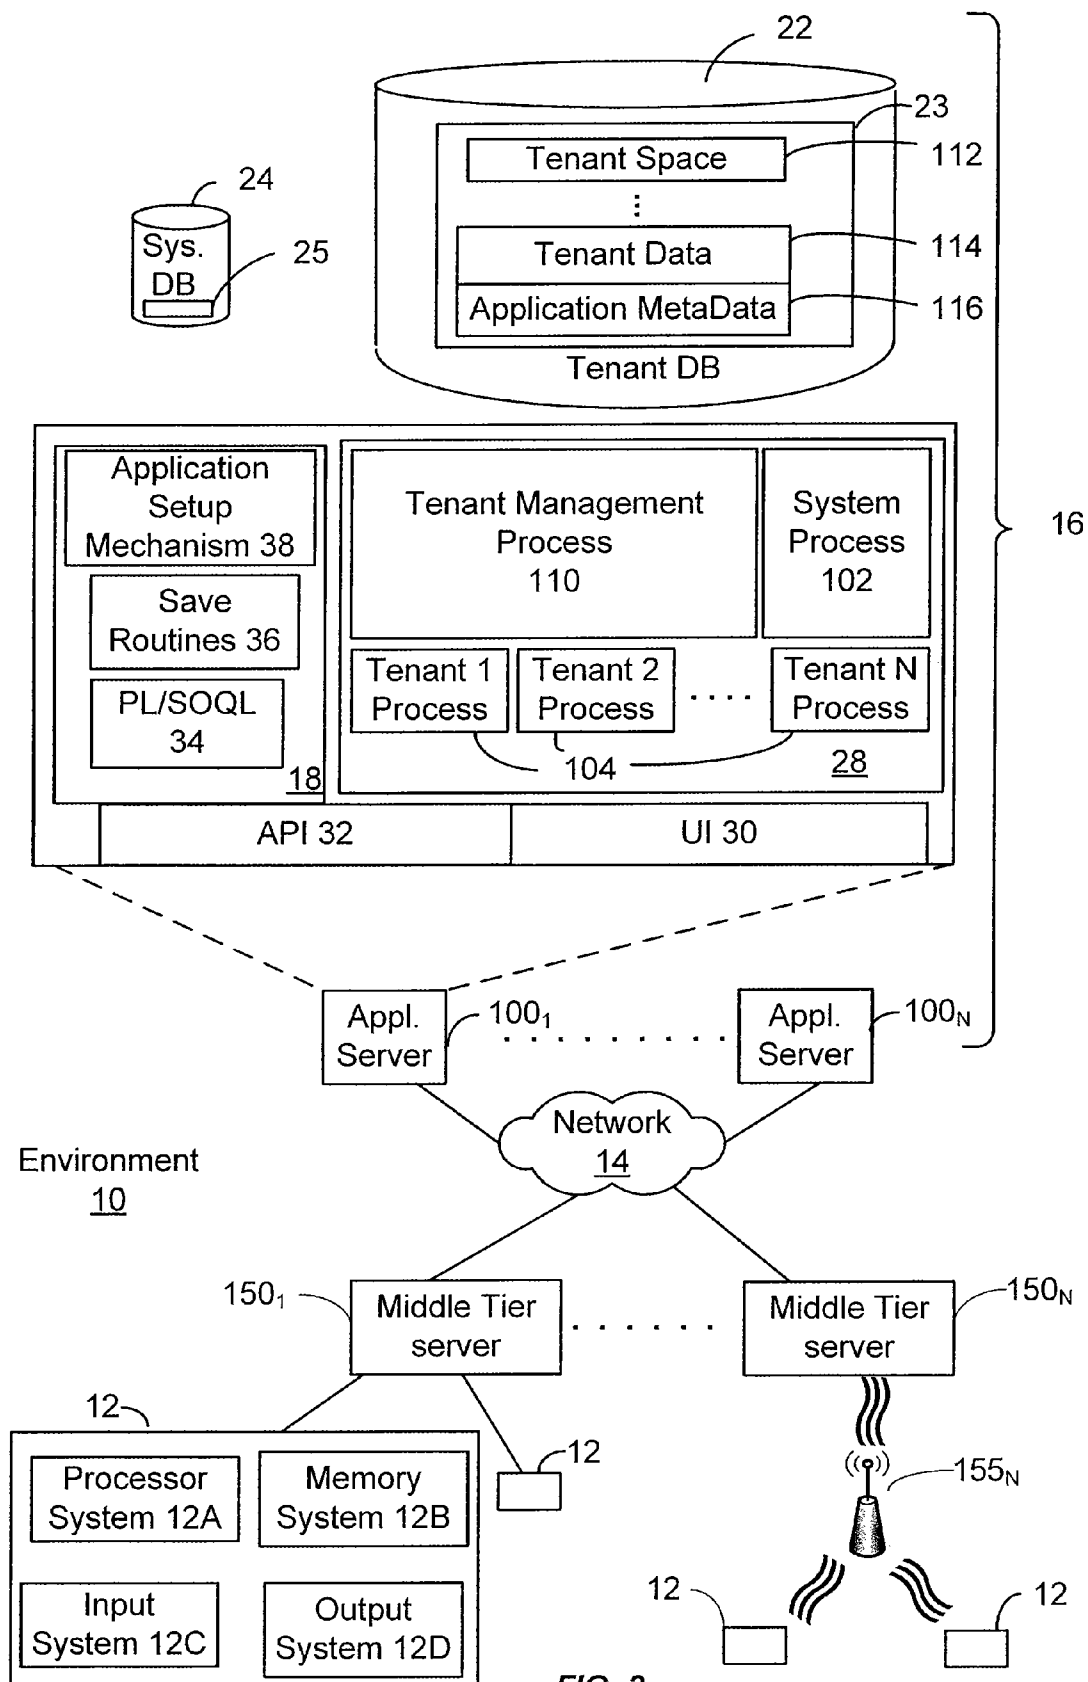 22
23
Tenant Space
112
24
Sys.
DB
25
Tenant Data
114
Application MetaData
116
Tenant DB
Application
Setup
Mechanism 38
Tenant Management
Process
110
System
Process
102
16
Save
Routines 36
Tenant 1
Process
Tenant 2
Process
Tenant N
Process
PL/SOQL
34
104
28
18
API 32
UI 30
Appl.
Server
100₁
Appl.
Server
100N
Network
14
Environment
10
150₁
Middle Tier
server
Middle Tier
server
150N
12
12
Processor
System 12A
Memory
System 12B
155N
Input
System 12C
Output
System 12D
12
12